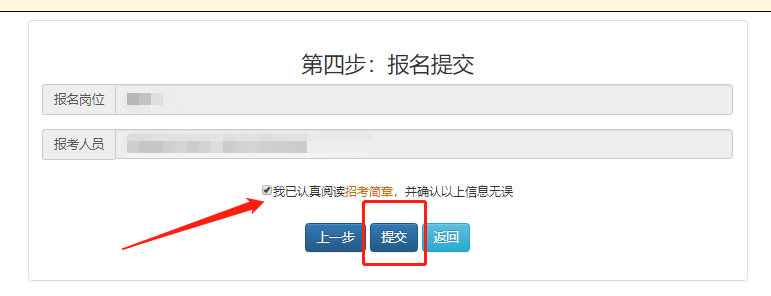 第四步：报名提交
报名岗位
报考人员
我已认真阅读招考简章，并确认以上信息无误
上一步 提交 返回